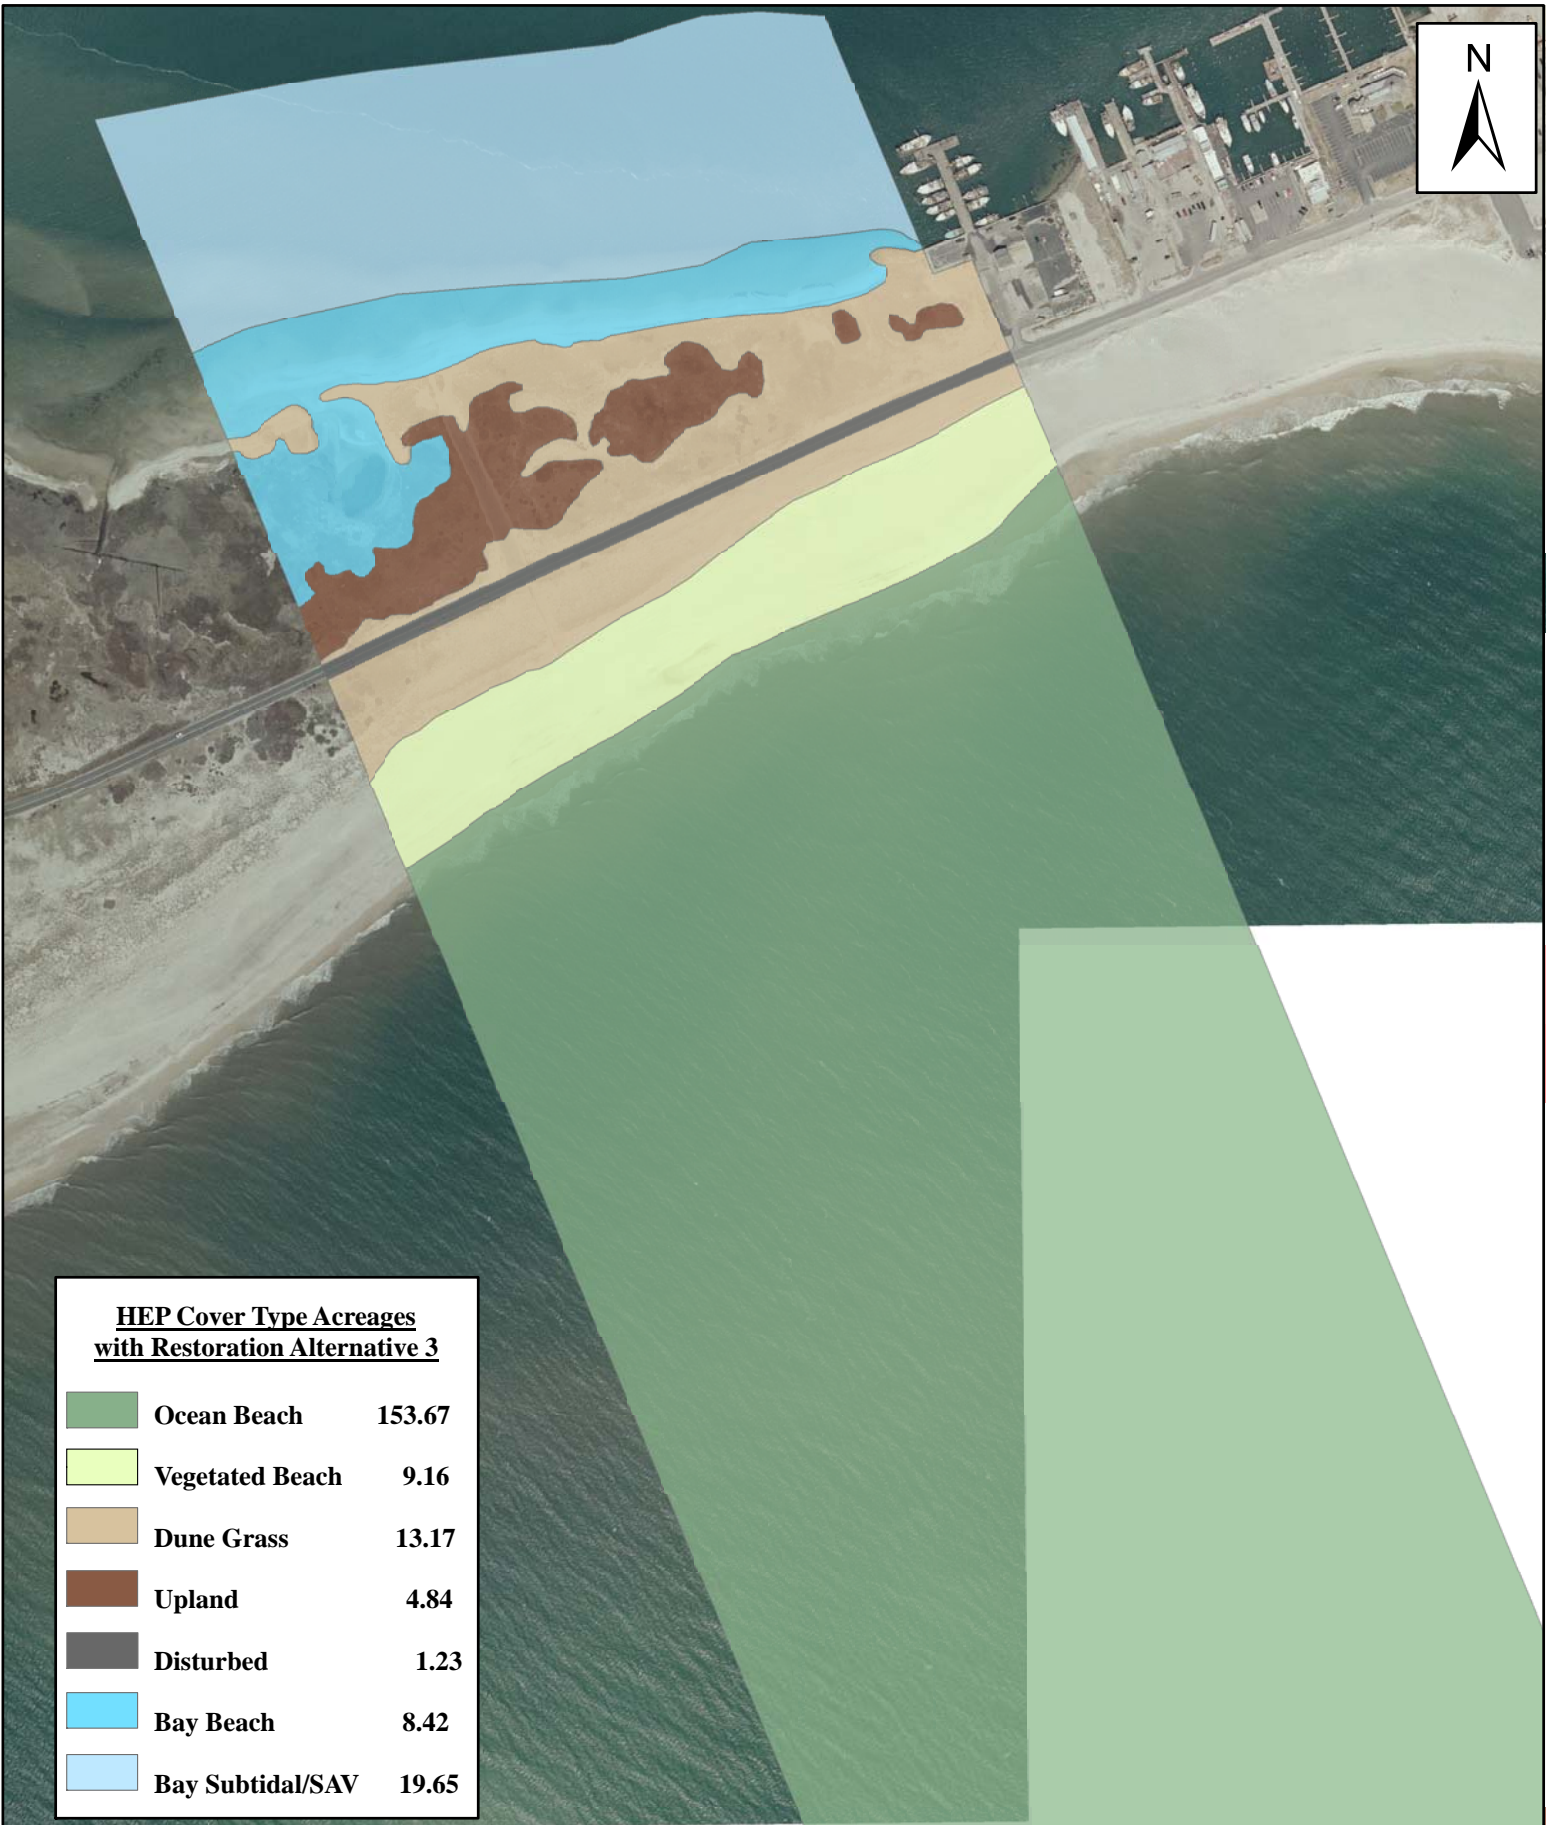 N
HEP Cover Type Acreages
with Restoration Alternative 3
Ocean Beach 153.67
Vegetated Beach 9.16
Dune Grass 13.17
Upland 4.84
Disturbed 1.23
Bay Beach 8.42
Bay Subtidal/SAV 19.65